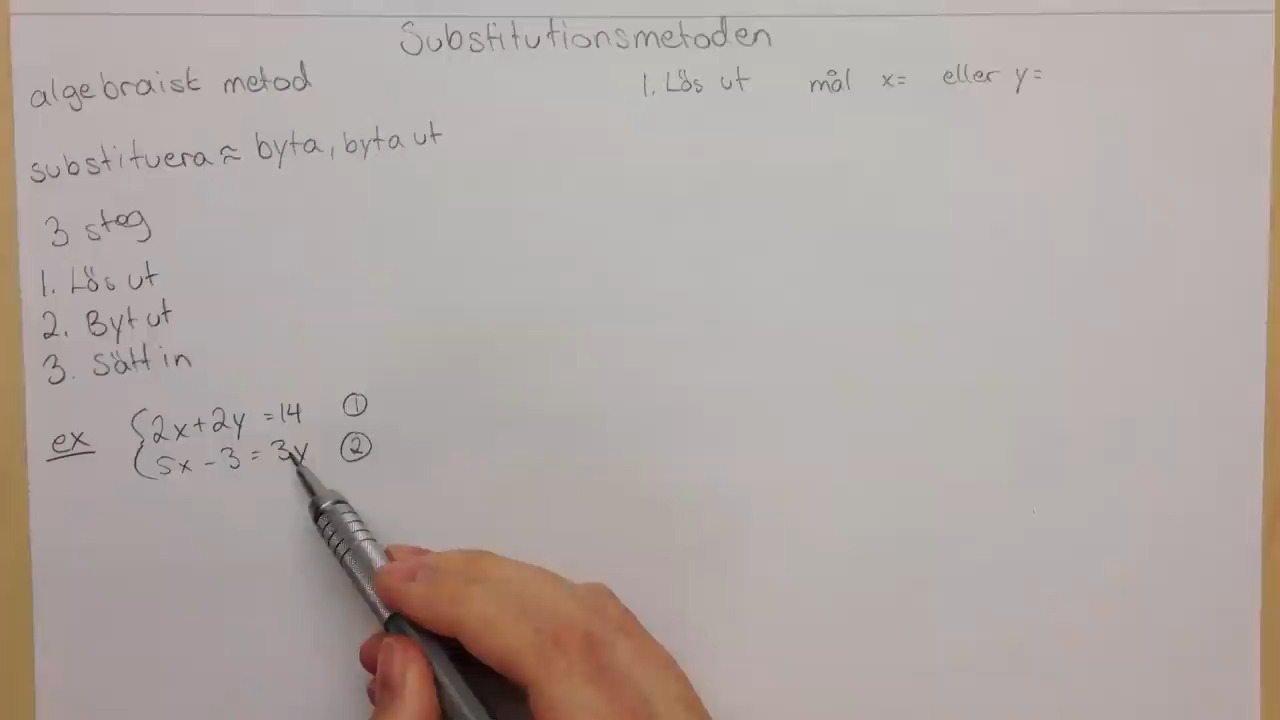 Substitutionsmetoden
algebraisk metod
substituera ≈ byta, byta ut
3 steg
1. Lös ut
2. Byt ut
3. Sätt in
ex { 2x+2y = 14 ①
5x - 3 = 3y ②
1. Lös ut mål x= eller y=